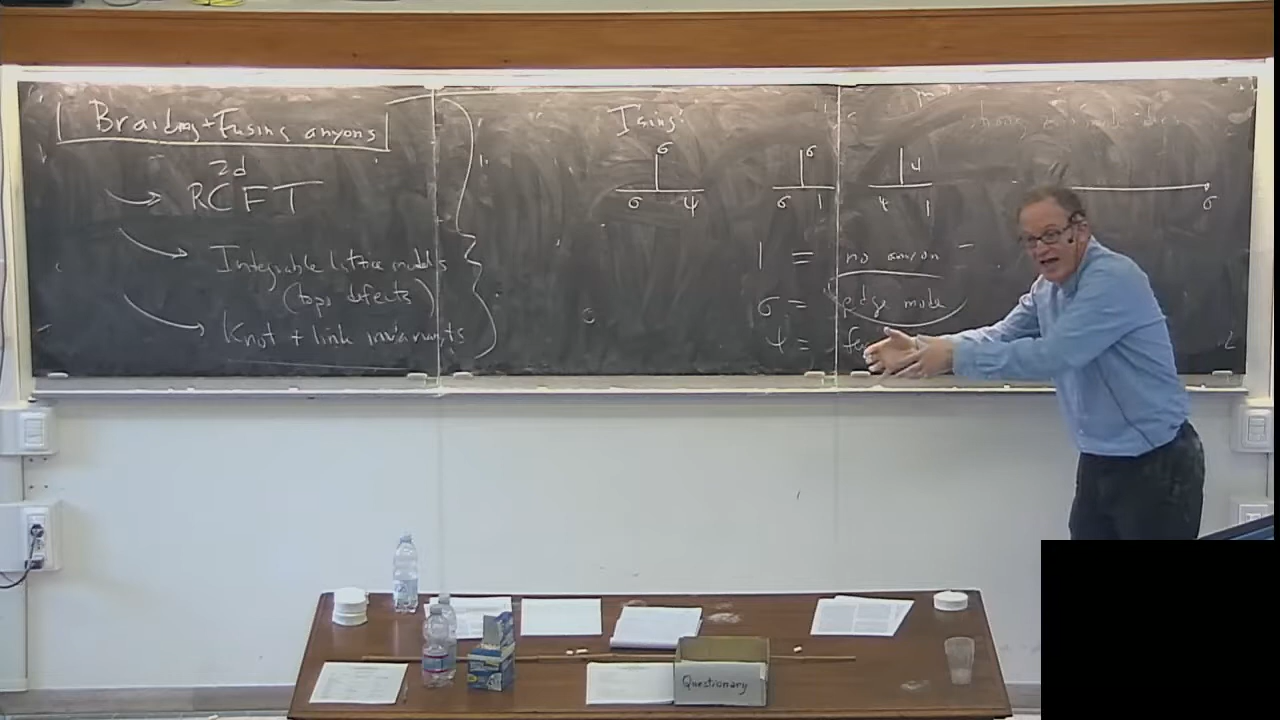 Braiding + Fusing anyons
2d
RCFT
Integrable lattice models
(topo defects)
Knot + link invariants
Ising
σ σ ψ
σ σ 1
ψ ψ 1
σ
1 = no anyon
σ = "edge mode
ψ =
Questionary